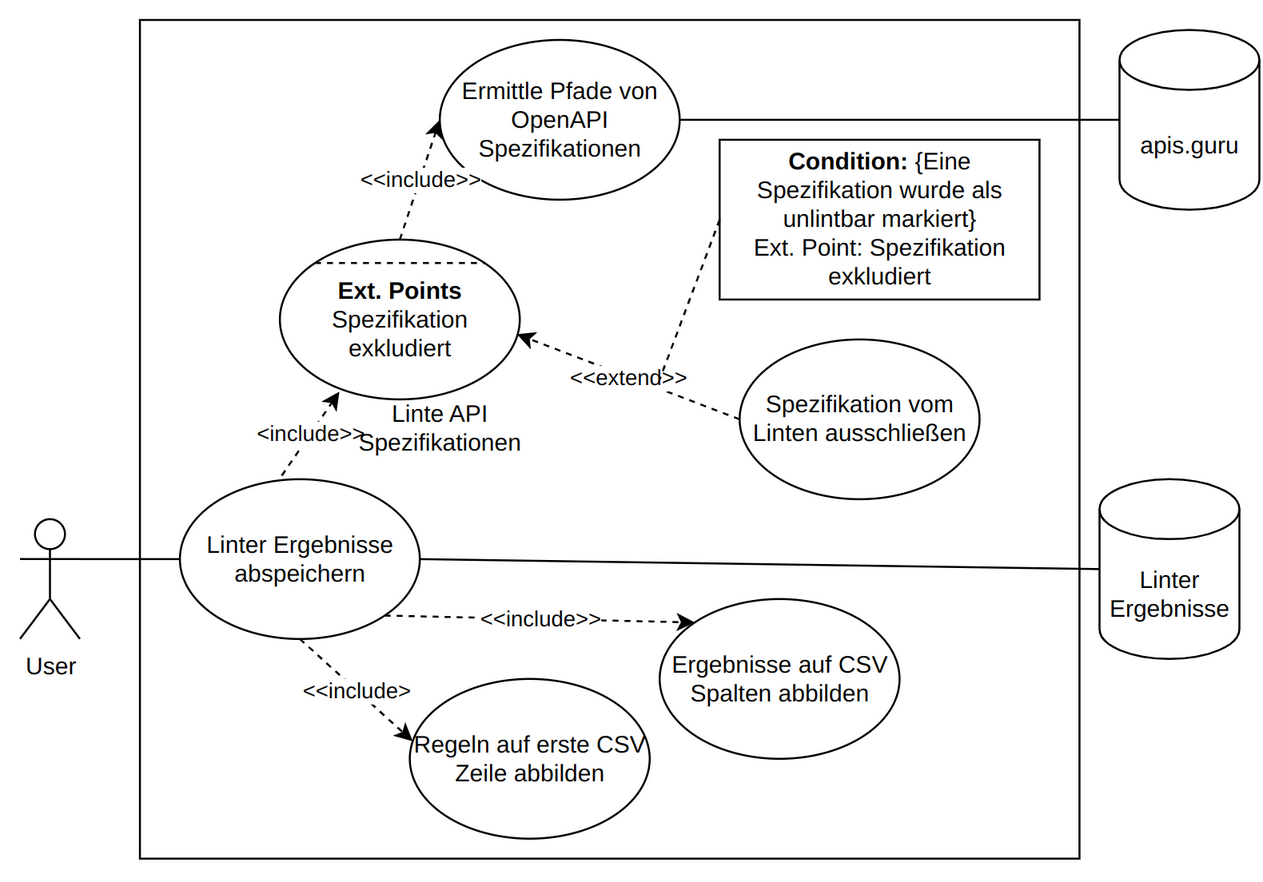 Ermittle Pfade von
OpenAPI
Spezifikationen
apis.guru
Condition: {Eine
Spezifikation wurde als
unlintbar markiert}
Ext. Point: Spezifikation
exkludiert
<<include>>
Ext. Points
Spezifikation
exkludiert
<<extend>>
Linte API
Spezifikationen
<include>>
Spezifikation vom
Linten ausschließen
Linter Ergebnisse
abspeichern
Linter
Ergebnisse
User
<<include>>
Ergebnisse auf CSV
Spalten abbilden
<<include>
Regeln auf erste CSV
Zeile abbilden